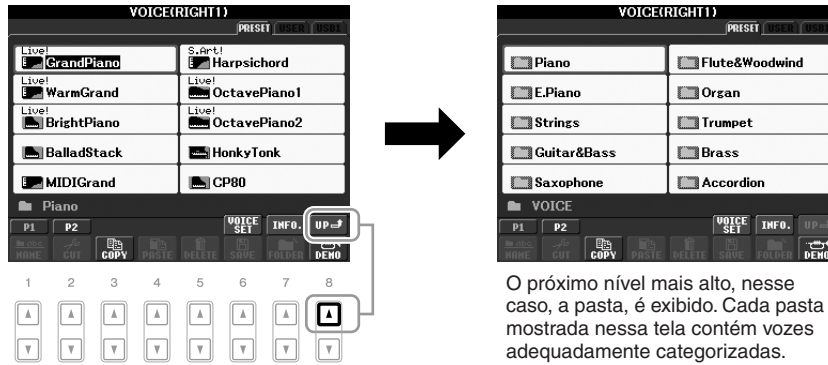 VOICE(RIGHT1)
PRESET USER USB1
Live! GrandPiano
S.Art! Harpsichord
Live! WarmGrand
Live! OctavePiano1
Live! BrightPiano
Live! OctavePiano2
BalladStack
HonkyTonk
MIDIGrand
CP80
Piano
P1 P2 VOICE SET INFO. UP
NAME CUT COPY PASTE DELETE SAVE FOLDER DEMO
1 2 3 4 5 6 7 8
VOICE(RIGHT1)
PRESET USER USB1
Piano
Flute&Woodwind
E.Piano
Organ
Strings
Trumpet
Guitar&Bass
Brass
Saxophone
Accordion
VOICE
P1 P2 VOICE SET INFO. UP
NAME CUT COPY PASTE DELETE SAVE FOLDER DEMO
O próximo nível mais alto, nesse
caso, a pasta, é exibido. Cada pasta
mostrada nessa tela contém vozes
adequadamente categorizadas.